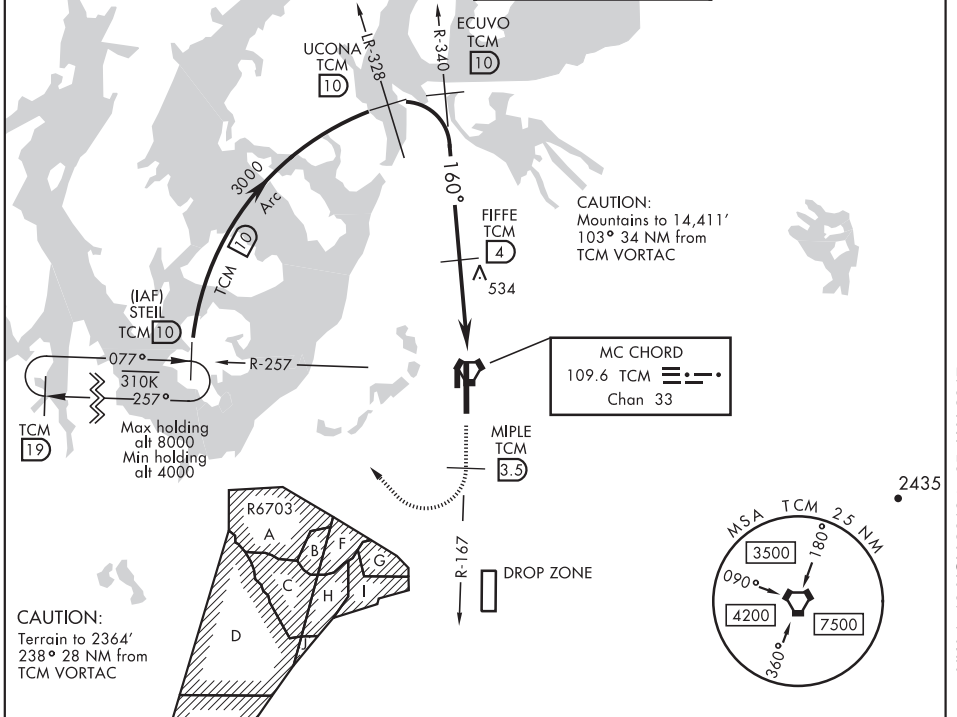 ECUVO
TCM
10
R-340
UCONA
TCM
10
LR-328
3000
Arc
TCM 10
160°
FIFFE
TCM
4
534
CAUTION:
Mountains to 14,411'
103° 34 NM from
TCM VORTAC
(IAF)
STEIL
TCM 10
077°
310K
257°
R-257
TCM
19
Max holding
alt 8000
Min holding
alt 4000
MC CHORD
109.6 TCM
Chan 33
MIPLE
TCM
3.5
R-167
DROP ZONE
R6703
A
B
F
G
C
H
I
D
J
2435
MSA TCM 25 NM
3500
180°
090°
4200
7500
360°
CAUTION:
Terrain to 2364'
238° 28 NM from
TCM VORTAC